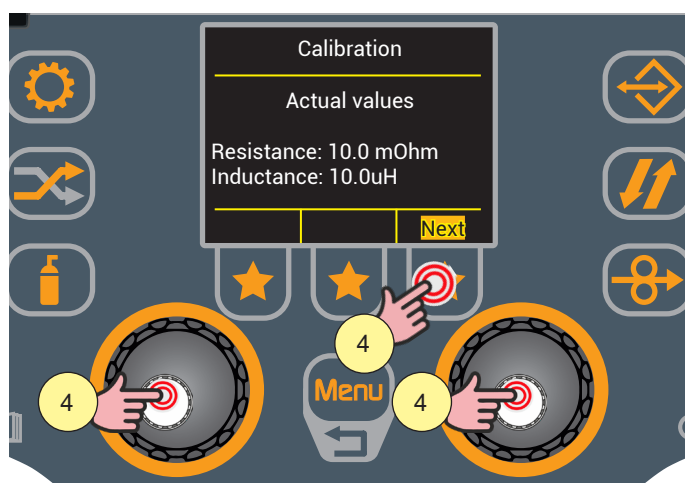 Calibration
Actual values
Resistance: 10.0 mOhm
Inductance: 10.0uH
Next
4
4
Menu
4